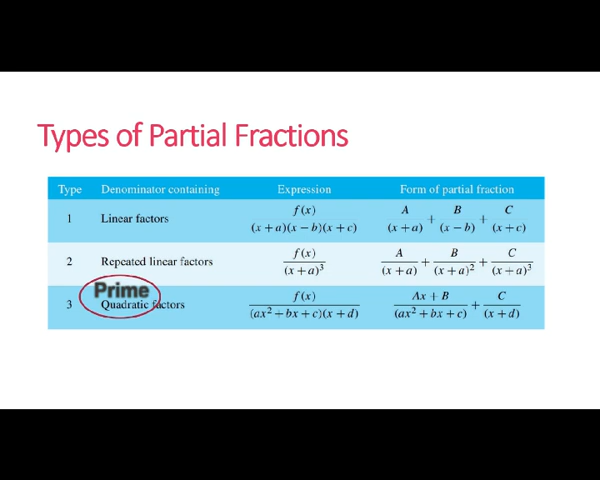 Types of Partial Fractions
Type Denominator containing Expression Form of partial fraction
1 Linear factors f(x)/((x + a)(x − b)(x + c)) A/(x + a) + B/(x − b) + C/(x + c)
2 Repeated linear factors f(x)/(x + a)³ A/(x + a) + B/(x + a)² + C/(x + a)³
Prime
3 Quadratic factors f(x)/((ax² + bx + c)(x + d)) (Ax + B)/(ax² + bx + c) + C/(x + d)